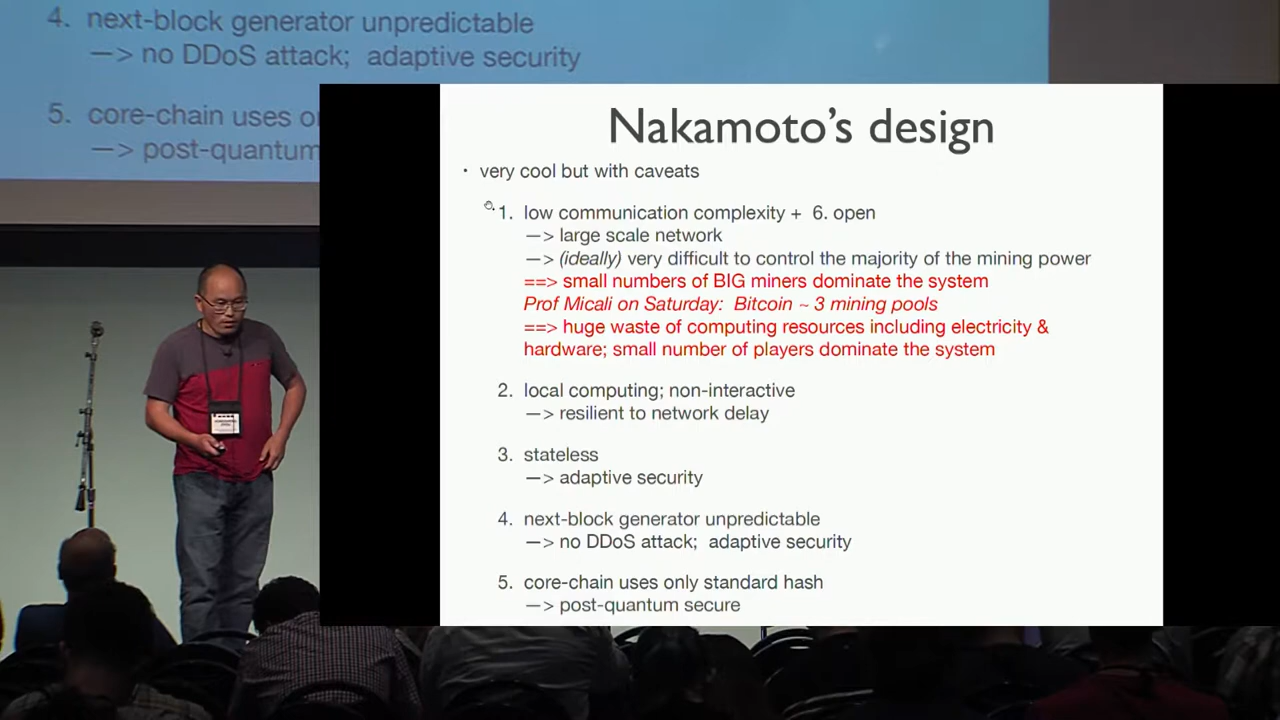 4. next-block generator unpredictable
—> no DDoS attack; adaptive security
5. core-chain uses
—> post-quantum
Nakamoto's design
• very cool but with caveats
1. low communication complexity + 6. open
—> large scale network
—> (ideally) very difficult to control the majority of the mining power
==> small numbers of BIG miners dominate the system
Prof Micali on Saturday: Bitcoin ~ 3 mining pools
==> huge waste of computing resources including electricity &
hardware; small number of players dominate the system
2. local computing; non-interactive
—> resilient to network delay
3. stateless
—> adaptive security
4. next-block generator unpredictable
—> no DDoS attack; adaptive security
5. core-chain uses only standard hash
—> post-quantum secure